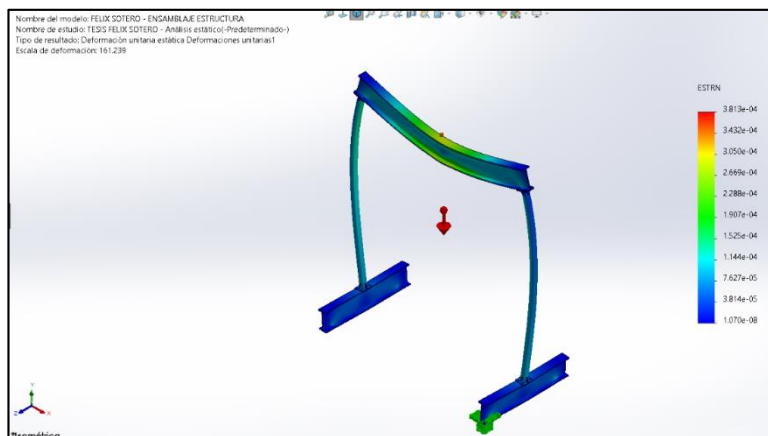 Nombre del modelo: FELIX SOTERO - ENSAMBLAJE ESTRUCTURA
Nombre de estudio: TESIS FELIX SOTERO - Análisis estático(-Predeterminado-)
Tipo de resultado: Deformación unitaria estática Deformaciones unitarias1
Escala de deformación: 161.239
ESTRN
3.813e-04
3.432e-04
3.050e-04
2.669e-04
2.288e-04
1.907e-04
1.525e-04
1.144e-04
7.627e-05
3.814e-05
1.070e-08
Y
Z
X